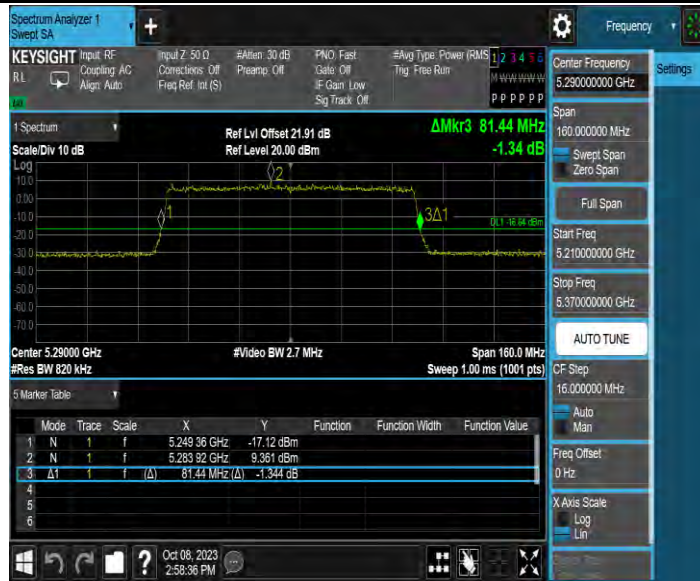 Spectrum Analyzer 1
Swept SA
+
Frequency
KEYSIGHT
RL
Input: RF
Coupling: AC
Align: Auto
Input Z: 50 Ω
Corrections: Off
Freq Ref: Int (S)
#Atten: 30 dB
Preamp: Off
PNO: Fast
Gate: Off
IF Gain: Low
Sig Track: Off
#Avg Type: Power (RMS
Trig: Free Run
1 2 3 4 5 6
M W W W W W
P P P P P P
Center Frequency
5.290000000 GHz
Settings
Span
160.000000 MHz
Swept Span
Zero Span
Full Span
Start Freq
5.210000000 GHz
Stop Freq
5.370000000 GHz
AUTO TUNE
CF Step
16.000000 MHz
Auto
Man
Freq Offset
0 Hz
X Axis Scale
Log
Lin
1 Spectrum
Scale/Div 10 dB
Ref Lvl Offset 21.91 dB
Ref Level 20.00 dBm
ΔMkr3 81.44 MHz
-1.34 dB
Log
10.0
0.00
-10.0
-20.0
-30.0
-40.0
-50.0
-60.0
-70.0
1
2
3Δ1
DL1 -16.64 dBm
Center 5.29000 GHz
#Res BW 820 kHz
#Video BW 2.7 MHz
Span 160.0 MHz
Sweep 1.00 ms (1001 pts)
5 Marker Table
Mode Trace Scale X Y Function Function Width Function Value
1 N 1 f 5.249 36 GHz -17.12 dBm
2 N 1 f 5.283 92 GHz 9.361 dBm
3 Δ1 1 f (Δ) 81.44 MHz (Δ) -1.344 dB
4
5
6
?
Oct 08, 2023
2:58:36 PM